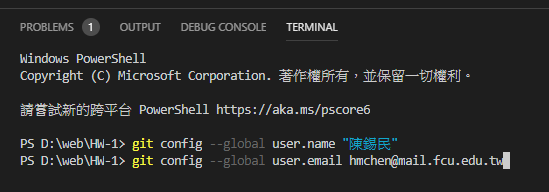 PROBLEMS 1 OUTPUT DEBUG CONSOLE TERMINAL
Windows PowerShell
Copyright (C) Microsoft Corporation. 著作權所有，並保留一切權利。
請嘗試新的跨平台 PowerShell https://aka.ms/pscore6
PS D:\web\HW-1> git config --global user.name "陳錫民"
PS D:\web\HW-1> git config --global user.email hmchen@mail.fcu.edu.tw